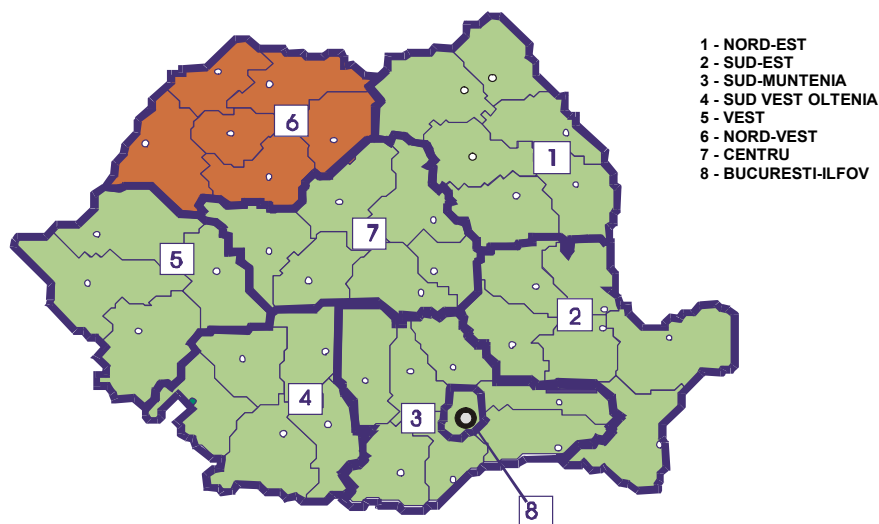 1 - NORD-EST
2 - SUD-EST
3 - SUD-MUNTENIA
4 - SUD VEST OLTENIA
5 - VEST
6 - NORD-VEST
7 - CENTRU
8 - BUCURESTI-ILFOV
6
1
7
5
2
4
3
8